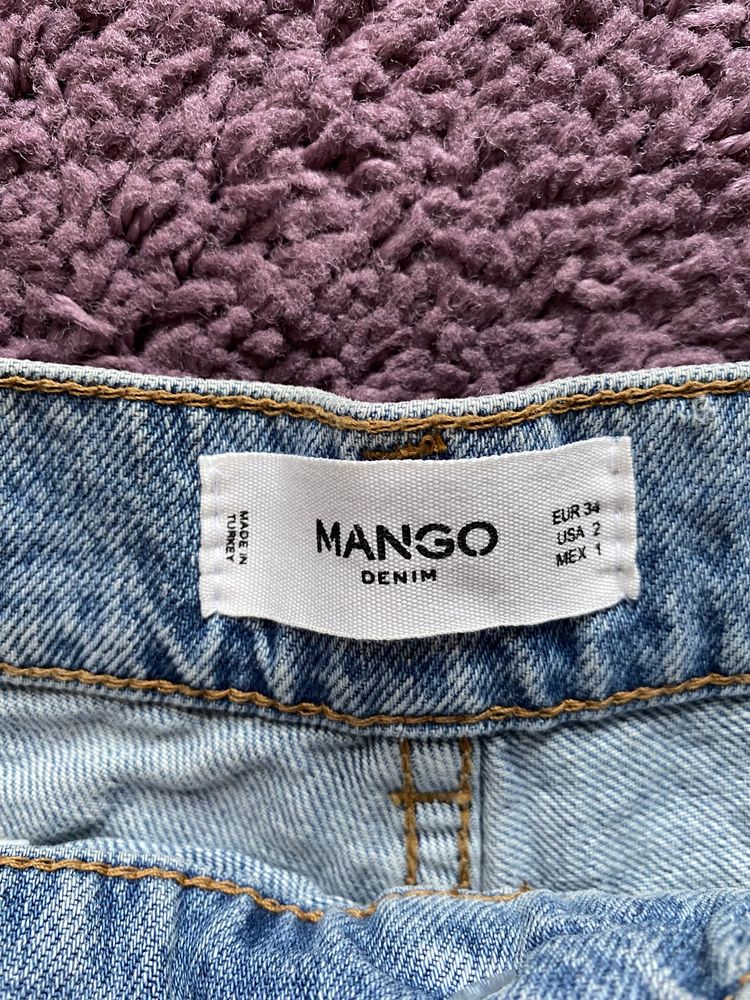 MADE IN
TURKEY
MANGO
DENIM
EUR 34
USA 2
MEX 1